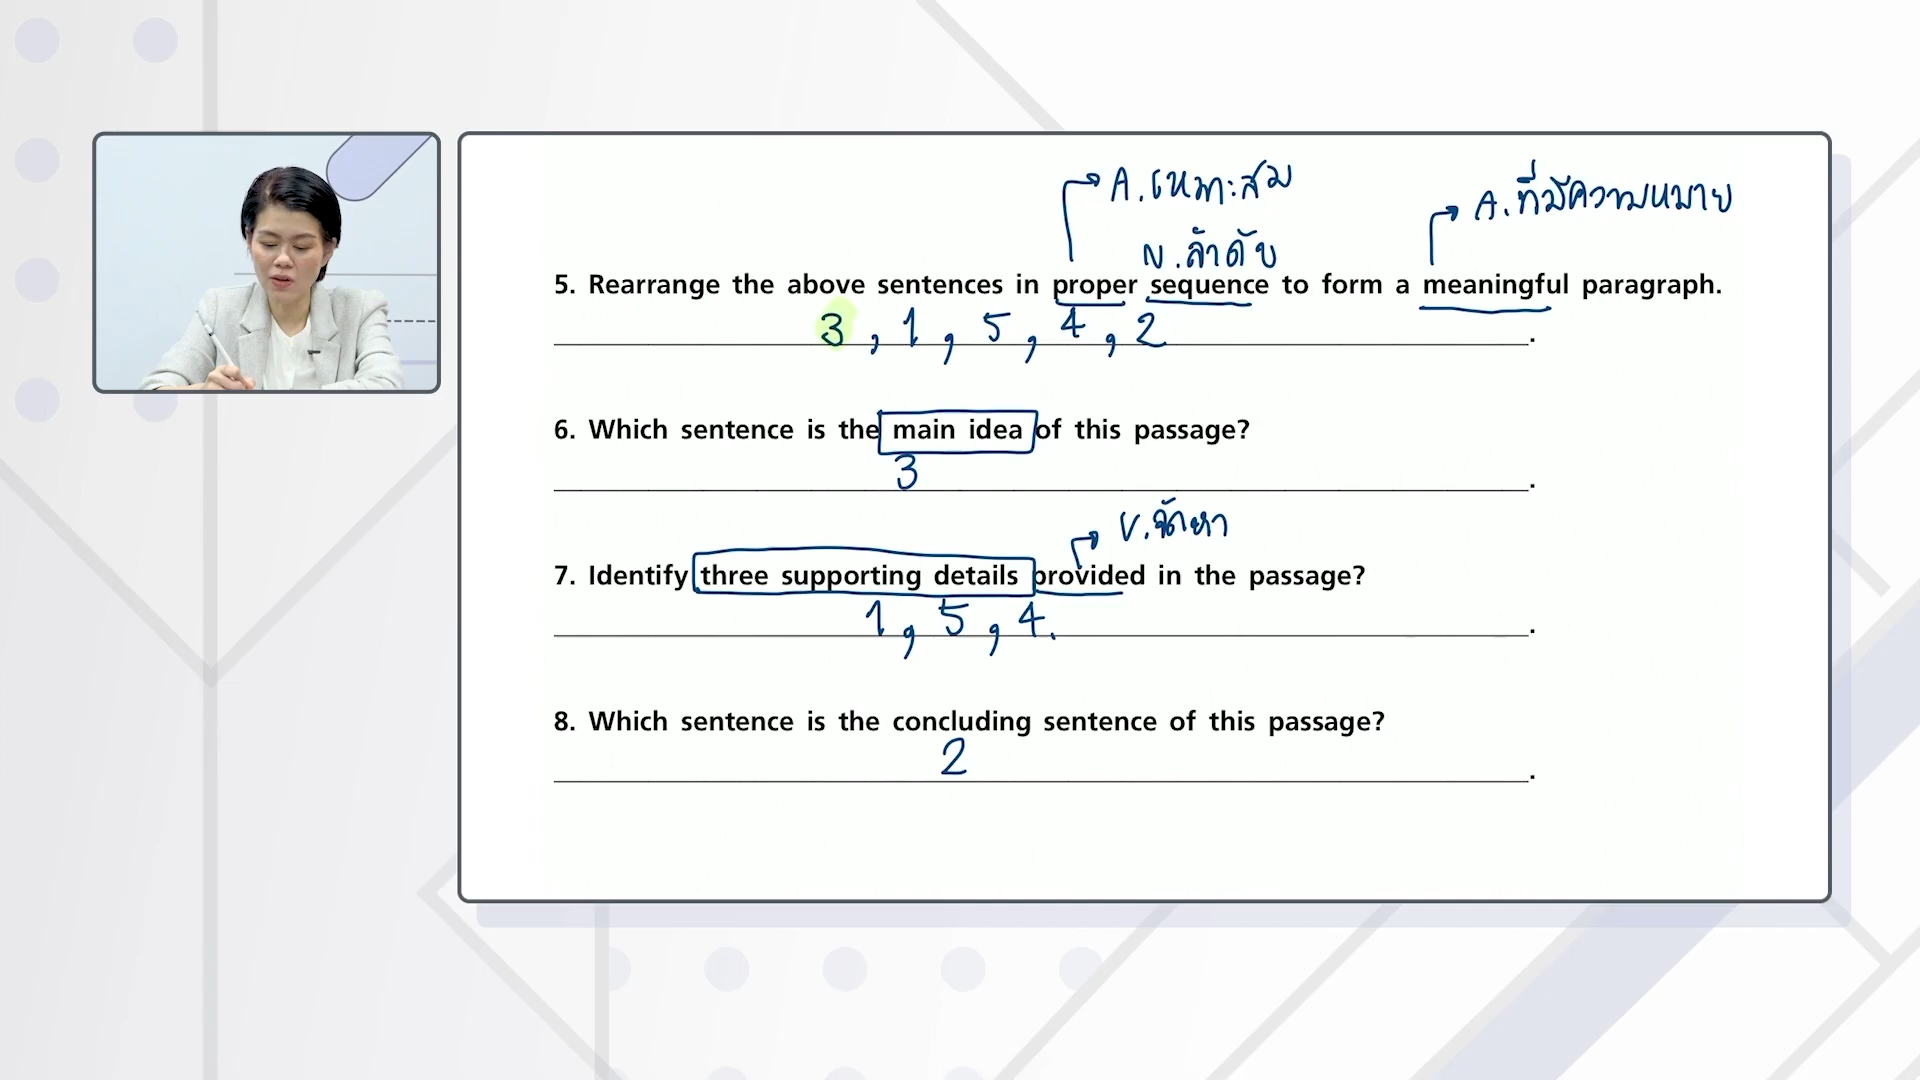 A.เหมาะสม
A.ที่มีความหมาย
N.ลำดับ
5. Rearrange the above sentences in proper sequence to form a meaningful paragraph.
3, 1, 5, 4, 2
6. Which sentence is the main idea of this passage?
3
V.จัดหา
7. Identify three supporting details provided in the passage?
1, 5, 4.
8. Which sentence is the concluding sentence of this passage?
2